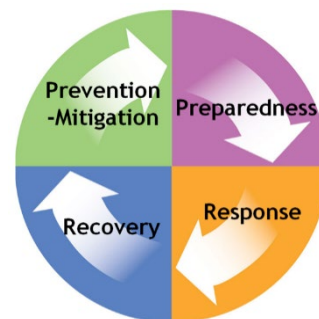 Prevention
-Mitigation
Preparedness
Response
Recovery